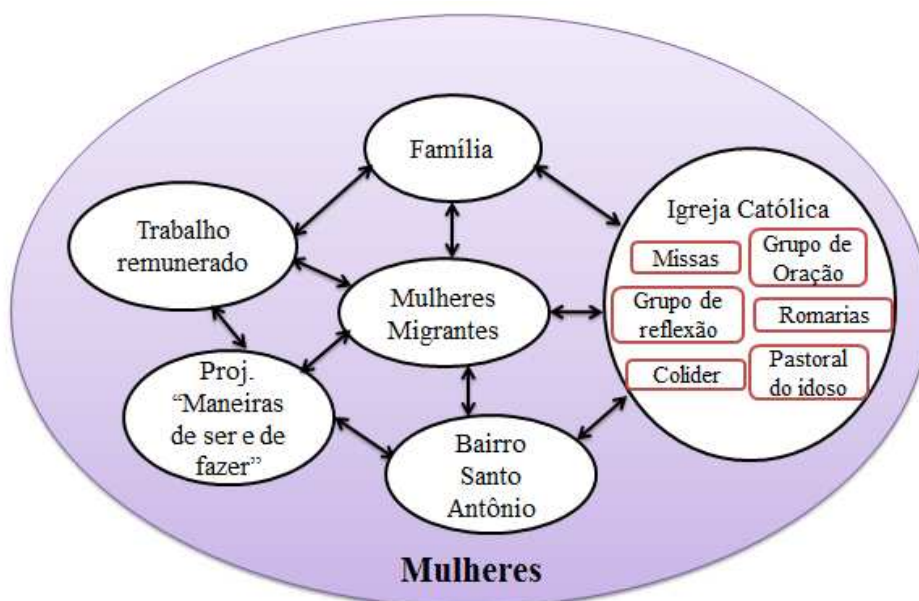 Família
Trabalho
remunerado
Igreja Católica
Missas
Grupo de
Oração
Grupo de
reflexão
Romarias
Colider
Pastoral
do idoso
Mulheres
Migrantes
Proj.
“Maneiras
de ser e de
fazer”
Bairro
Santo
Antônio
Mulheres